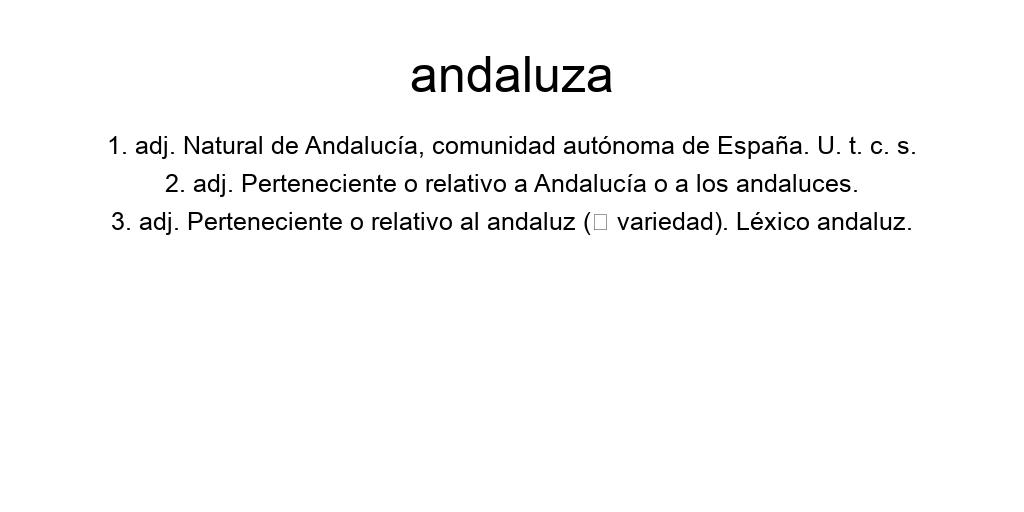 andaluza
1. adj. Natural de Andalucía, comunidad autónoma de España. U. t. c. s.
2. adj. Perteneciente o relativo a Andalucía o a los andaluces.
3. adj. Perteneciente o relativo al andaluz (□ variedad). Léxico andaluz.